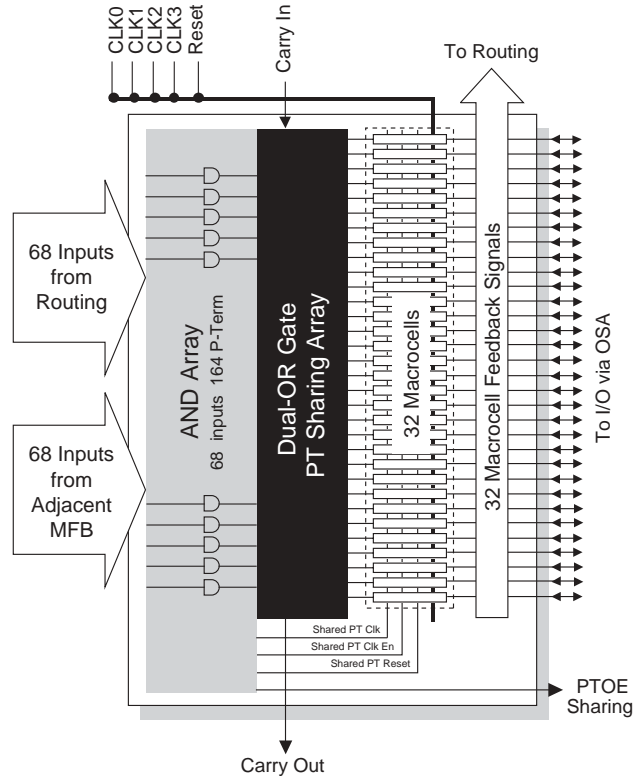 CLK0
CLK1
CLK2
CLK3
Reset
Carry In
To Routing
68 Inputs
from
Routing
68 Inputs
from
Adjacent
MFB
AND Array
68 inputs 164 P-Term
Dual-OR Gate
PT Sharing Array
32 Macrocells
32 Macrocell Feedback Signals
To I/O via OSA
Shared PT Clk
Shared PT Clk En
Shared PT Reset
PTOE
Sharing
Carry Out